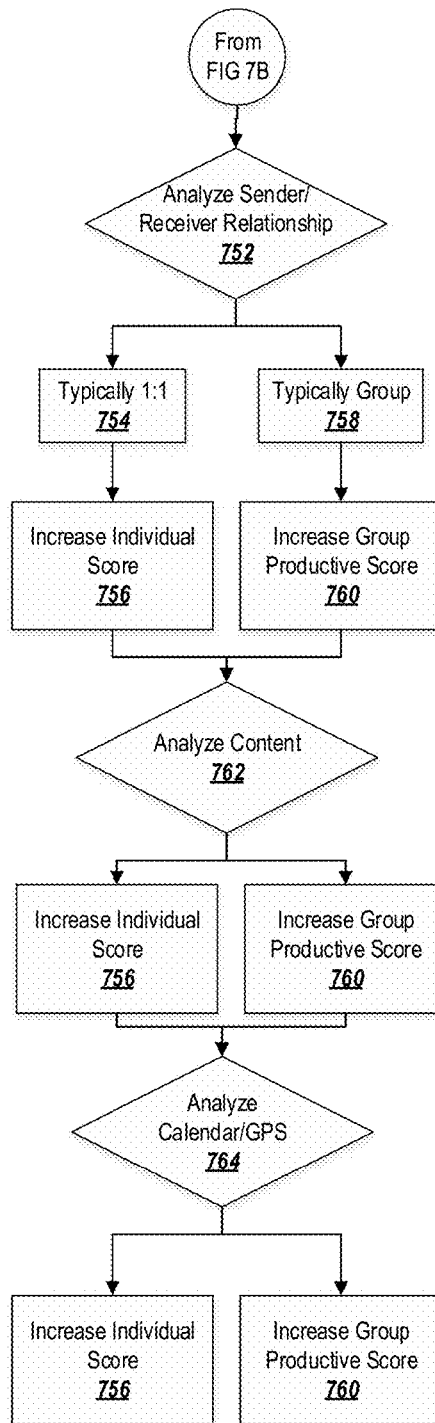 From
FIG 7B
Analyze Sender/
Receiver Relationship
752
Typically 1:1
754
Typically Group
758
Increase Individual
Score
756
Increase Group
Productive Score
760
Analyze Content
762
Increase Individual
Score
756
Increase Group
Productive Score
760
Analyze
Calendar/GPS
764
Increase Individual
Score
756
Increase Group
Productive Score
760